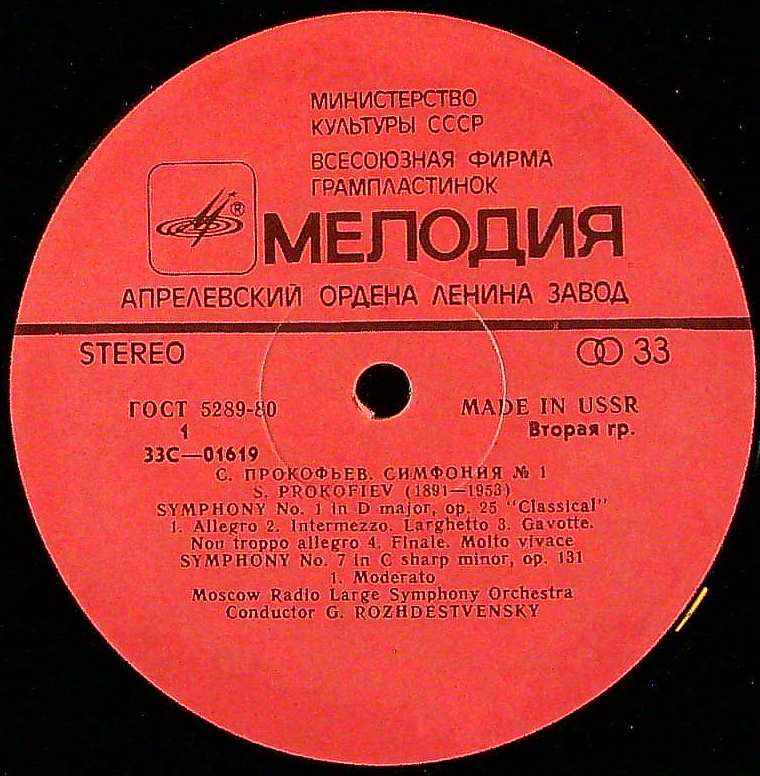 МИНИСТЕРСТВО
КУЛЬТУРЫ СССР
ВСЕСОЮЗНАЯ ФИРМА
ГРАМПЛАСТИНОК
®
МЕЛОДИЯ
АПРЕЛЕВСКИЙ ОРДЕНА ЛЕНИНА ЗАВОД
STEREO 33
ГОСТ 5289-80 MADE IN USSR
1 Вторая гр.
33С—01619
С. ПРОКОФЬЕВ. СИМФОНИЯ № 1
S. PROKOFIEV (1891—1953)
SYMPHONY No. 1 in D major, op. 25 "Classical"
1. Allegro 2. Intermezzo. Larghetto 3. Gavotte.
Non troppo allegro 4. Finale. Molto vivace
SYMPHONY No. 7 in C sharp minor, op. 131
1. Moderato
Moscow Radio Large Symphony Orchestra
Conductor G. ROZHDESTVENSKY